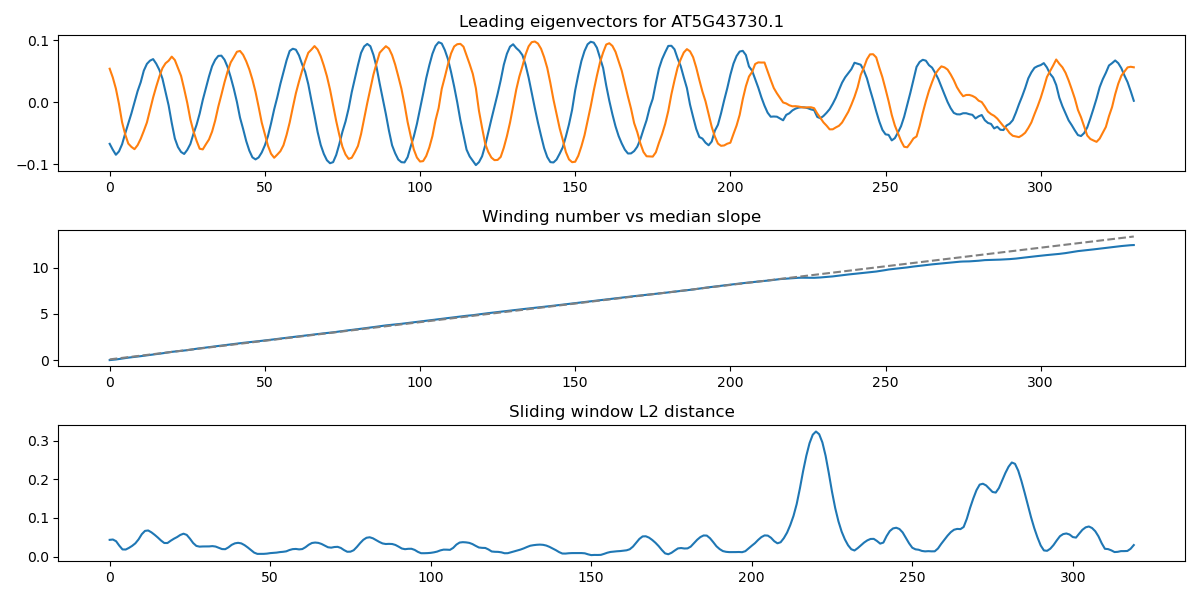 Leading eigenvectors for AT5G43730.1
0.1
0.0
−0.1
0 50 100 150 200 250 300
Winding number vs median slope
10
5
0
0 50 100 150 200 250 300
Sliding window L2 distance
0.3
0.2
0.1
0.0
0 50 100 150 200 250 300